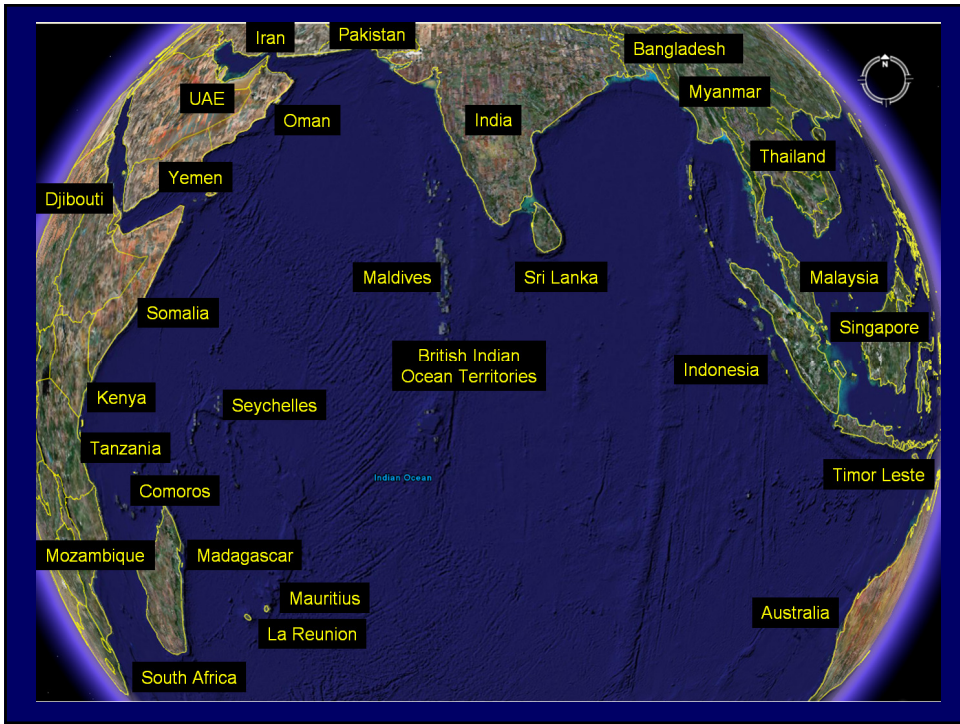 Iran
Pakistan
Bangladesh
UAE
Myanmar
Oman
India
N
Thailand
Yemen
Djibouti
Maldives
Sri Lanka
Malaysia
Somalia
Singapore
British Indian
Ocean Territories
Indonesia
Kenya
Seychelles
Tanzania
Indian Ocean
Timor Leste
Comoros
Mozambique
Madagascar
Mauritius
Australia
La Reunion
South Africa